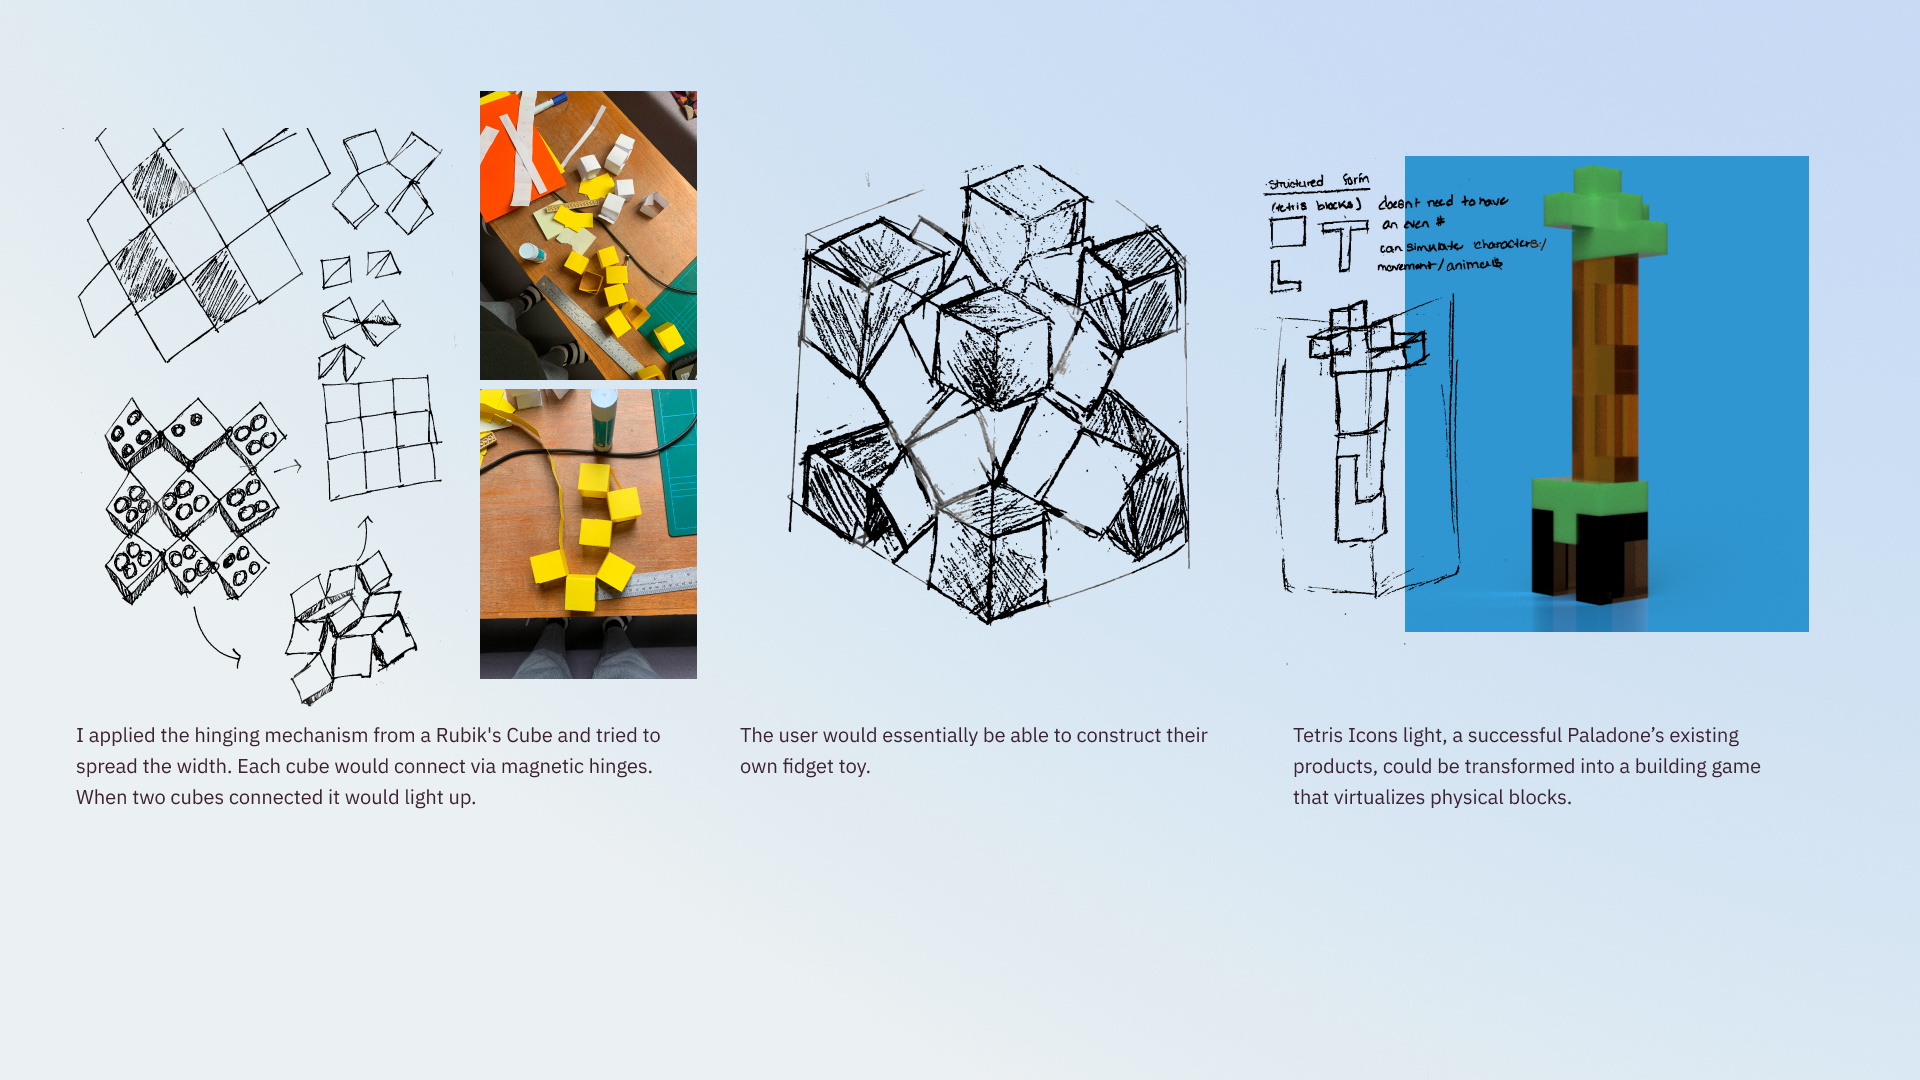 structured form
(tetris blocks)
doesnt need to have
an even #
can simulate characters/
movement/animals
I applied the hinging mechanism from a Rubik's Cube and tried to
spread the width. Each cube would connect via magnetic hinges.
When two cubes connected it would light up.
The user would essentially be able to construct their
own fidget toy.
Tetris Icons light, a successful Paladone’s existing
products, could be transformed into a building game
that virtualizes physical blocks.